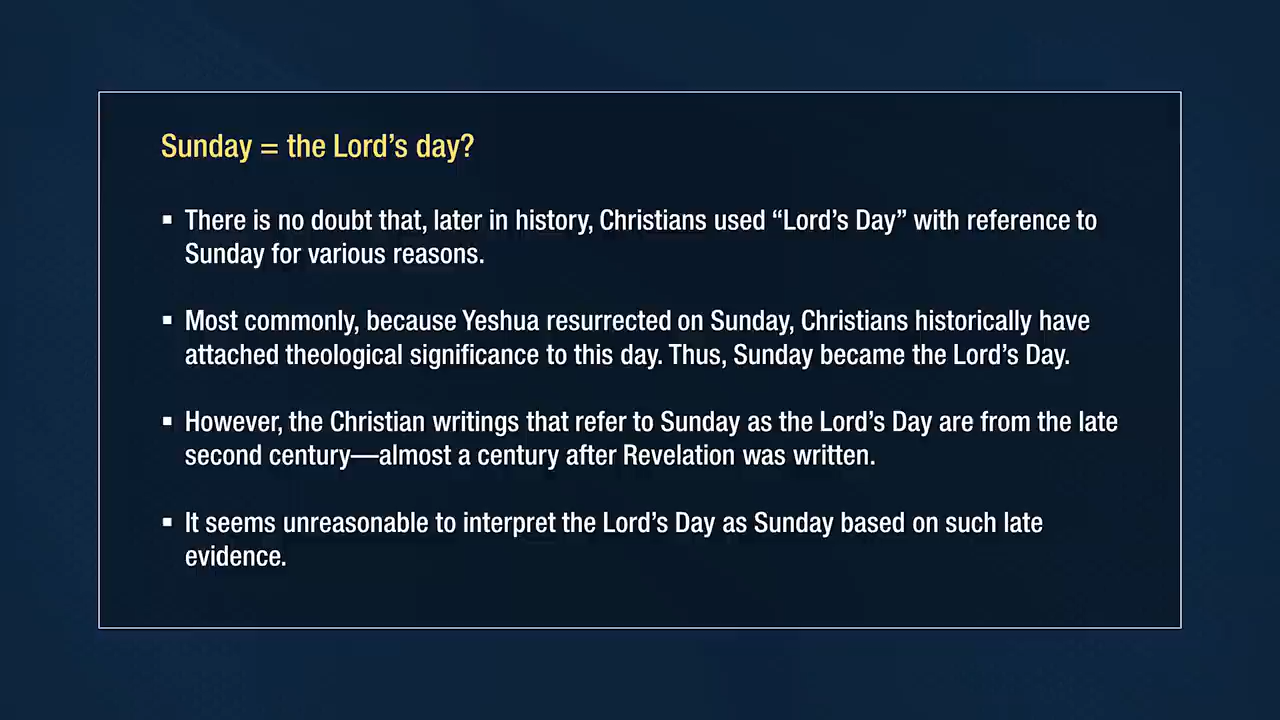 Sunday = the Lord’s day?
▪ There is no doubt that, later in history, Christians used “Lord’s Day” with reference to
Sunday for various reasons.
▪ Most commonly, because Yeshua resurrected on Sunday, Christians historically have
attached theological significance to this day. Thus, Sunday became the Lord’s Day.
▪ However, the Christian writings that refer to Sunday as the Lord’s Day are from the late
second century—almost a century after Revelation was written.
▪ It seems unreasonable to interpret the Lord’s Day as Sunday based on such late
evidence.